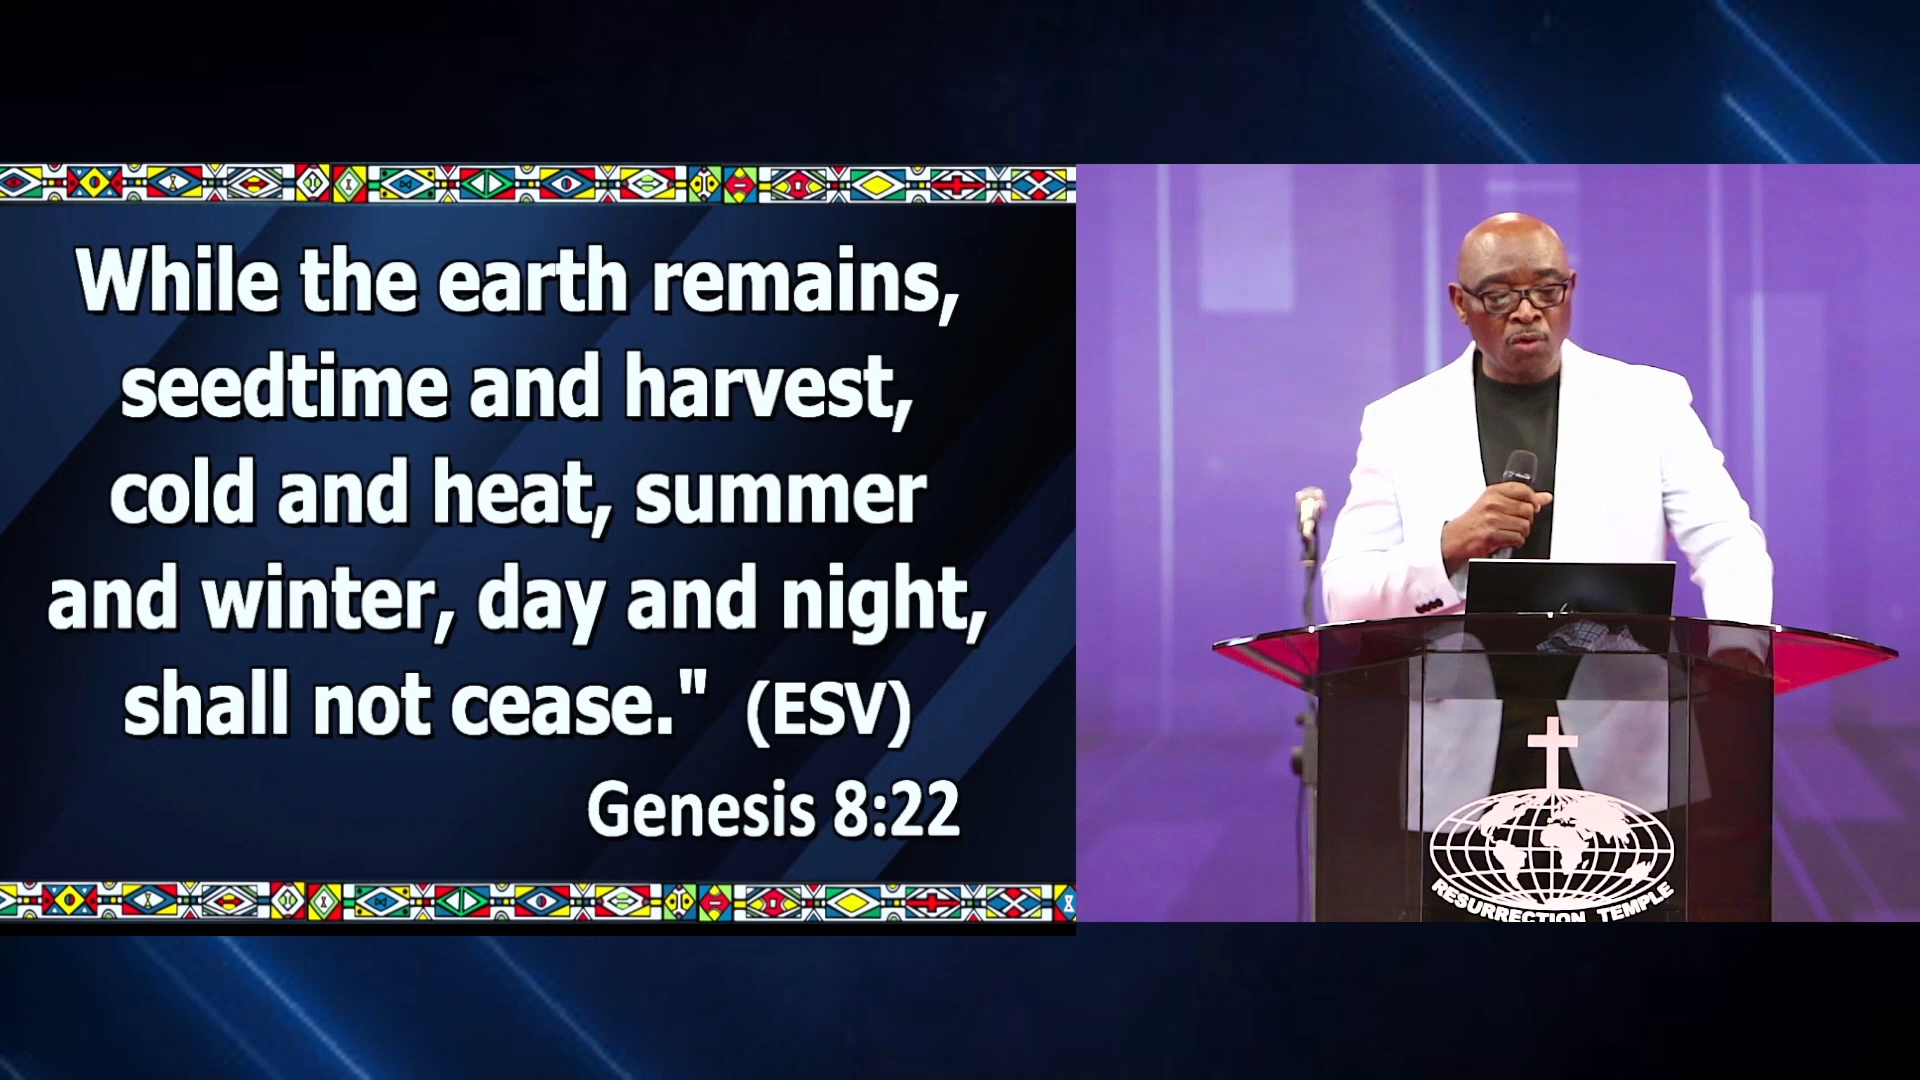 While the earth remains,
seedtime and harvest,
cold and heat, summer
and winter, day and night,
shall not cease." (ESV)
Genesis 8:22
RESURRECTION TEMPLE